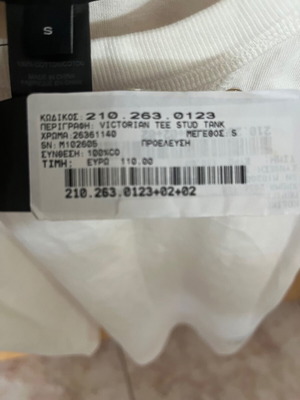 S
ΚΩΔΙΚΟΣ: 210.263.0123
ΠΕΡΙΓΡΑΦΗ: VICTORIAN TEE STUD TANK
ΧΡΩΜΑ: 26361140 ΜΕΓΕΘΟΣ: S
SN: M102605 ΠΡΟΕΛΕΥΣΗ
ΣΥΝΘΕΣΗ: 100%CO
ΤΙΜΗ: ΕΥΡΩ 110.00
210.263.0123+02+02